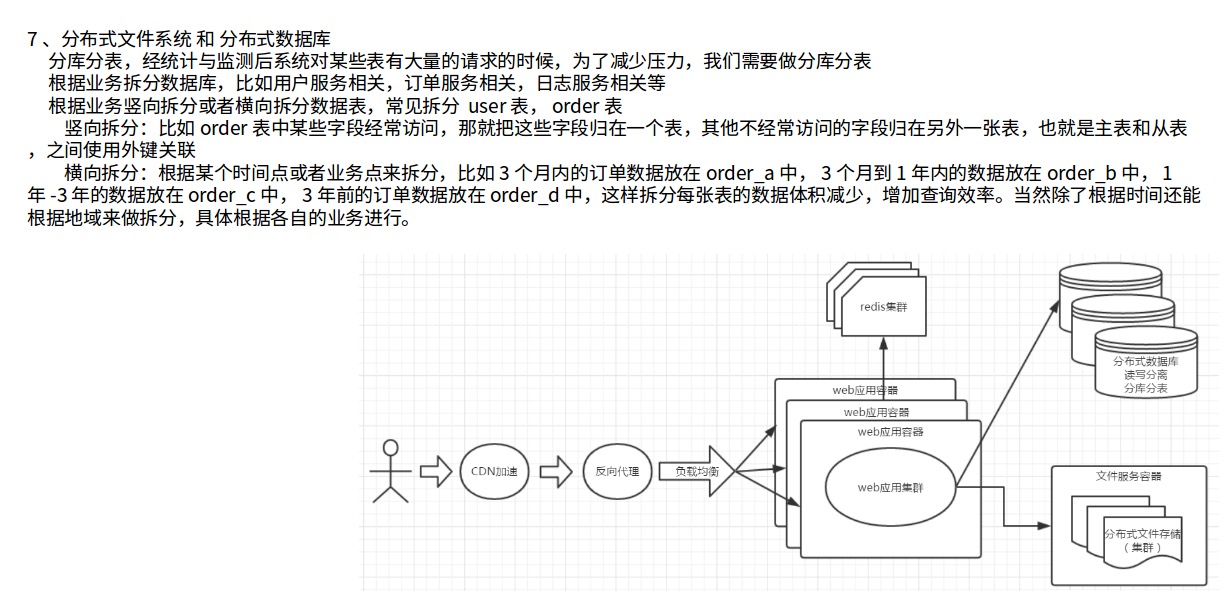 7 、分布式文件系统 和 分布式数据库
分库分表，经统计与监测后系统对某些表有大量的请求的时候，为了减少压力，我们需要做分库分表
根据业务拆分数据库，比如用户服务相关，订单服务相关，日志服务相关等
根据业务竖向拆分或者横向拆分数据表，常见拆分 user 表， order 表
竖向拆分：比如 order 表中某些字段经常访问，那就把这些字段归在一个表，其他不经常访问的字段归在另外一张表，也就是主表和从表
，之间使用外键关联
横向拆分：根据某个时间点或者业务点来拆分，比如 3 个月内的订单数据放在 order_a 中， 3 个月到 1 年内的数据放在 order_b 中， 1
年 -3 年的数据放在 order_c 中， 3 年前的订单数据放在 order_d 中，这样拆分每张表的数据体积减少，增加查询效率。当然除了根据时间还能
根据地域来做拆分，具体根据各自的业务进行。
redis集群
分布式数据库
读写分离
分库分表
web应用容器
web应用容器
web应用容器
CDN加速
反向代理
负载均衡
web应用集群
文件服务容器
分布式文件存储
（集群）